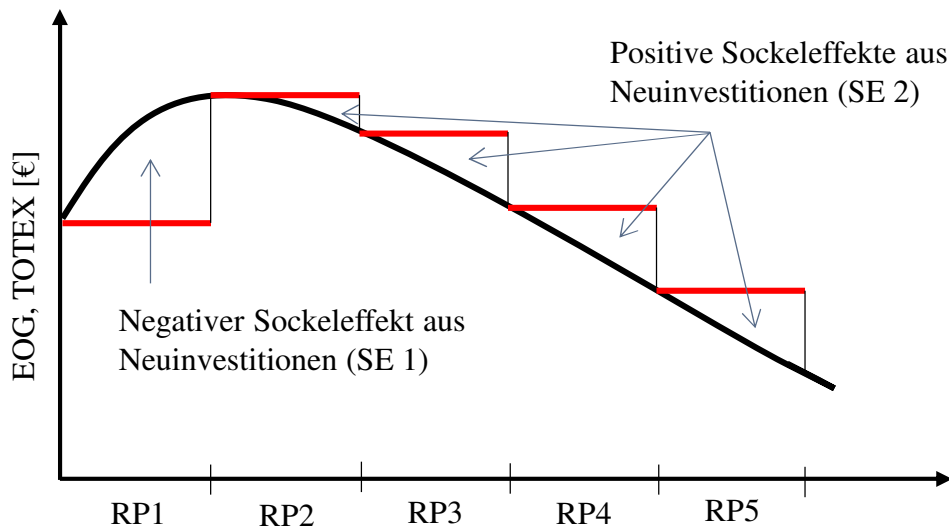 Positive Sockeleffekte aus
Neuinvestitionen (SE 2)
EOG, TOTEX [€]
Negativer Sockeleffekt aus
Neuinvestitionen (SE 1)
RP1
RP2
RP3
RP4
RP5